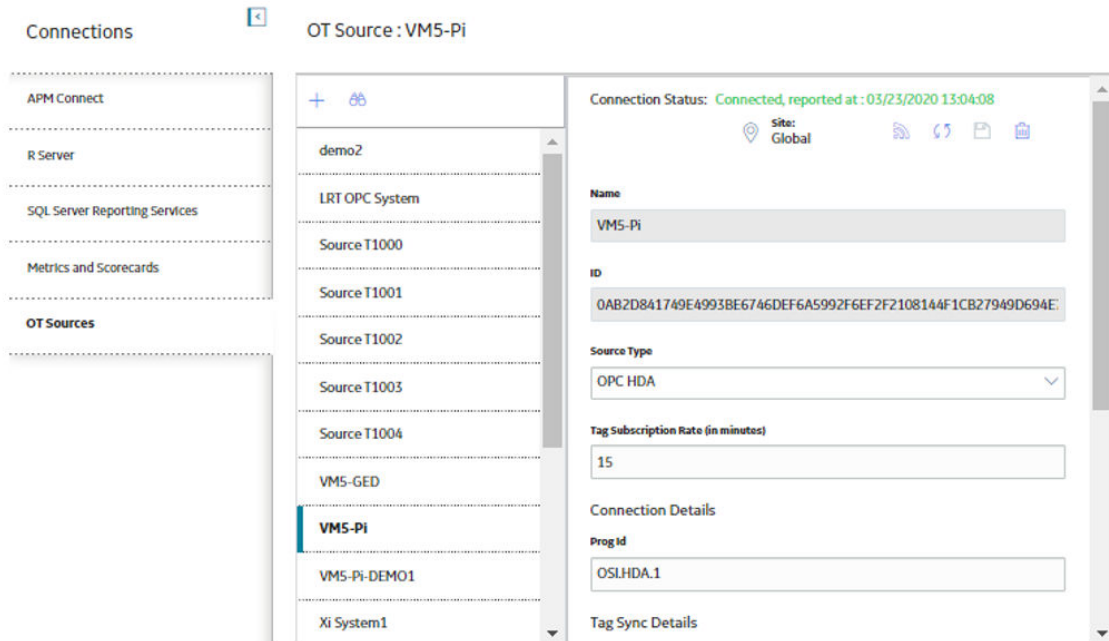 Connections
APM Connect
R Server
SQL Server Reporting Services
Metrics and Scorecards
OT Sources
OT Source : VM5-Pi
demo2
LRT OPC System
Source T1000
Source T1001
Source T1002
Source T1003
Source T1004
VM5-GED
VM5-Pi
VM5-Pi-DEMO1
Xi System1
Connection Status: Connected, reported at : 03/23/2020 13:04:08
Site:
Global
Name
VM5-Pi
ID
0AB2D841749E4993BE6746DEF6A5992F6EF2F2108144F1CB27949D694E
Source Type
OPC HDA
Tag Subscription Rate (in minutes)
15
Connection Details
Prog Id
OSI.HDA.1
Tag Sync Details